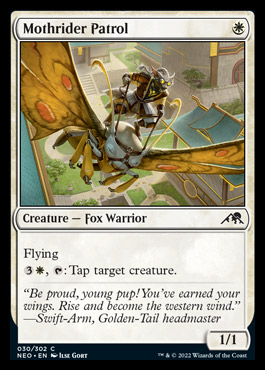 Mothrider Patrol
Creature — Fox Warrior
Flying
3, : Tap target creature.
"Be proud, young pup! You've earned
your wings. Rise and become the western wind."
—Swift-Arm, Golden-Tail headmaster
1/1
030/302 C
NEO • EN Ilse Gort
™ & © 2022 Wizards of the Coast